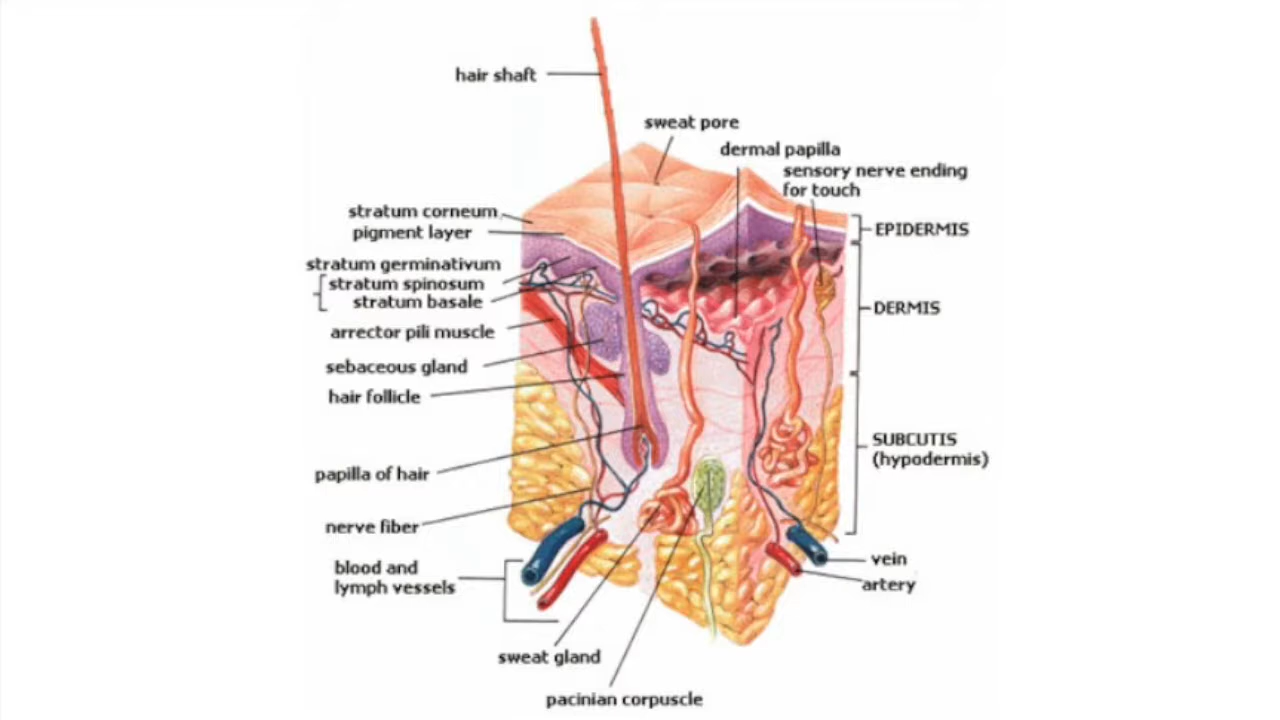 hair shaft
sweat pore
dermal papilla
sensory nerve ending
for touch
stratum corneum
pigment layer
stratum germinativum
stratum spinosum
stratum basale
arrector pili muscle
sebaceous gland
hair follicle
papilla of hair
nerve fiber
blood and
lymph vessels
sweat gland
pacinian corpuscle
EPIDERMIS
DERMIS
SUBCUTIS
(hypodermis)
vein
artery